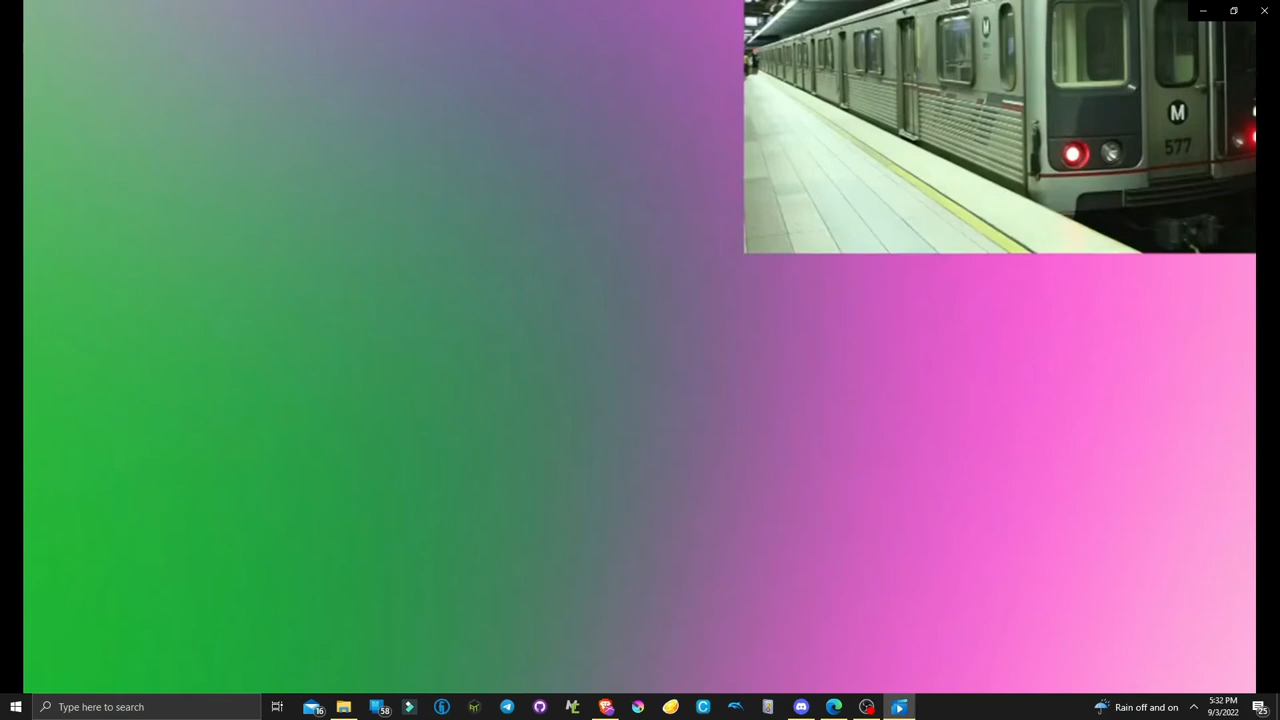 M
M
577
Type here to search
16
58
Rain off and on
5:32 PM
9/3/2022
25